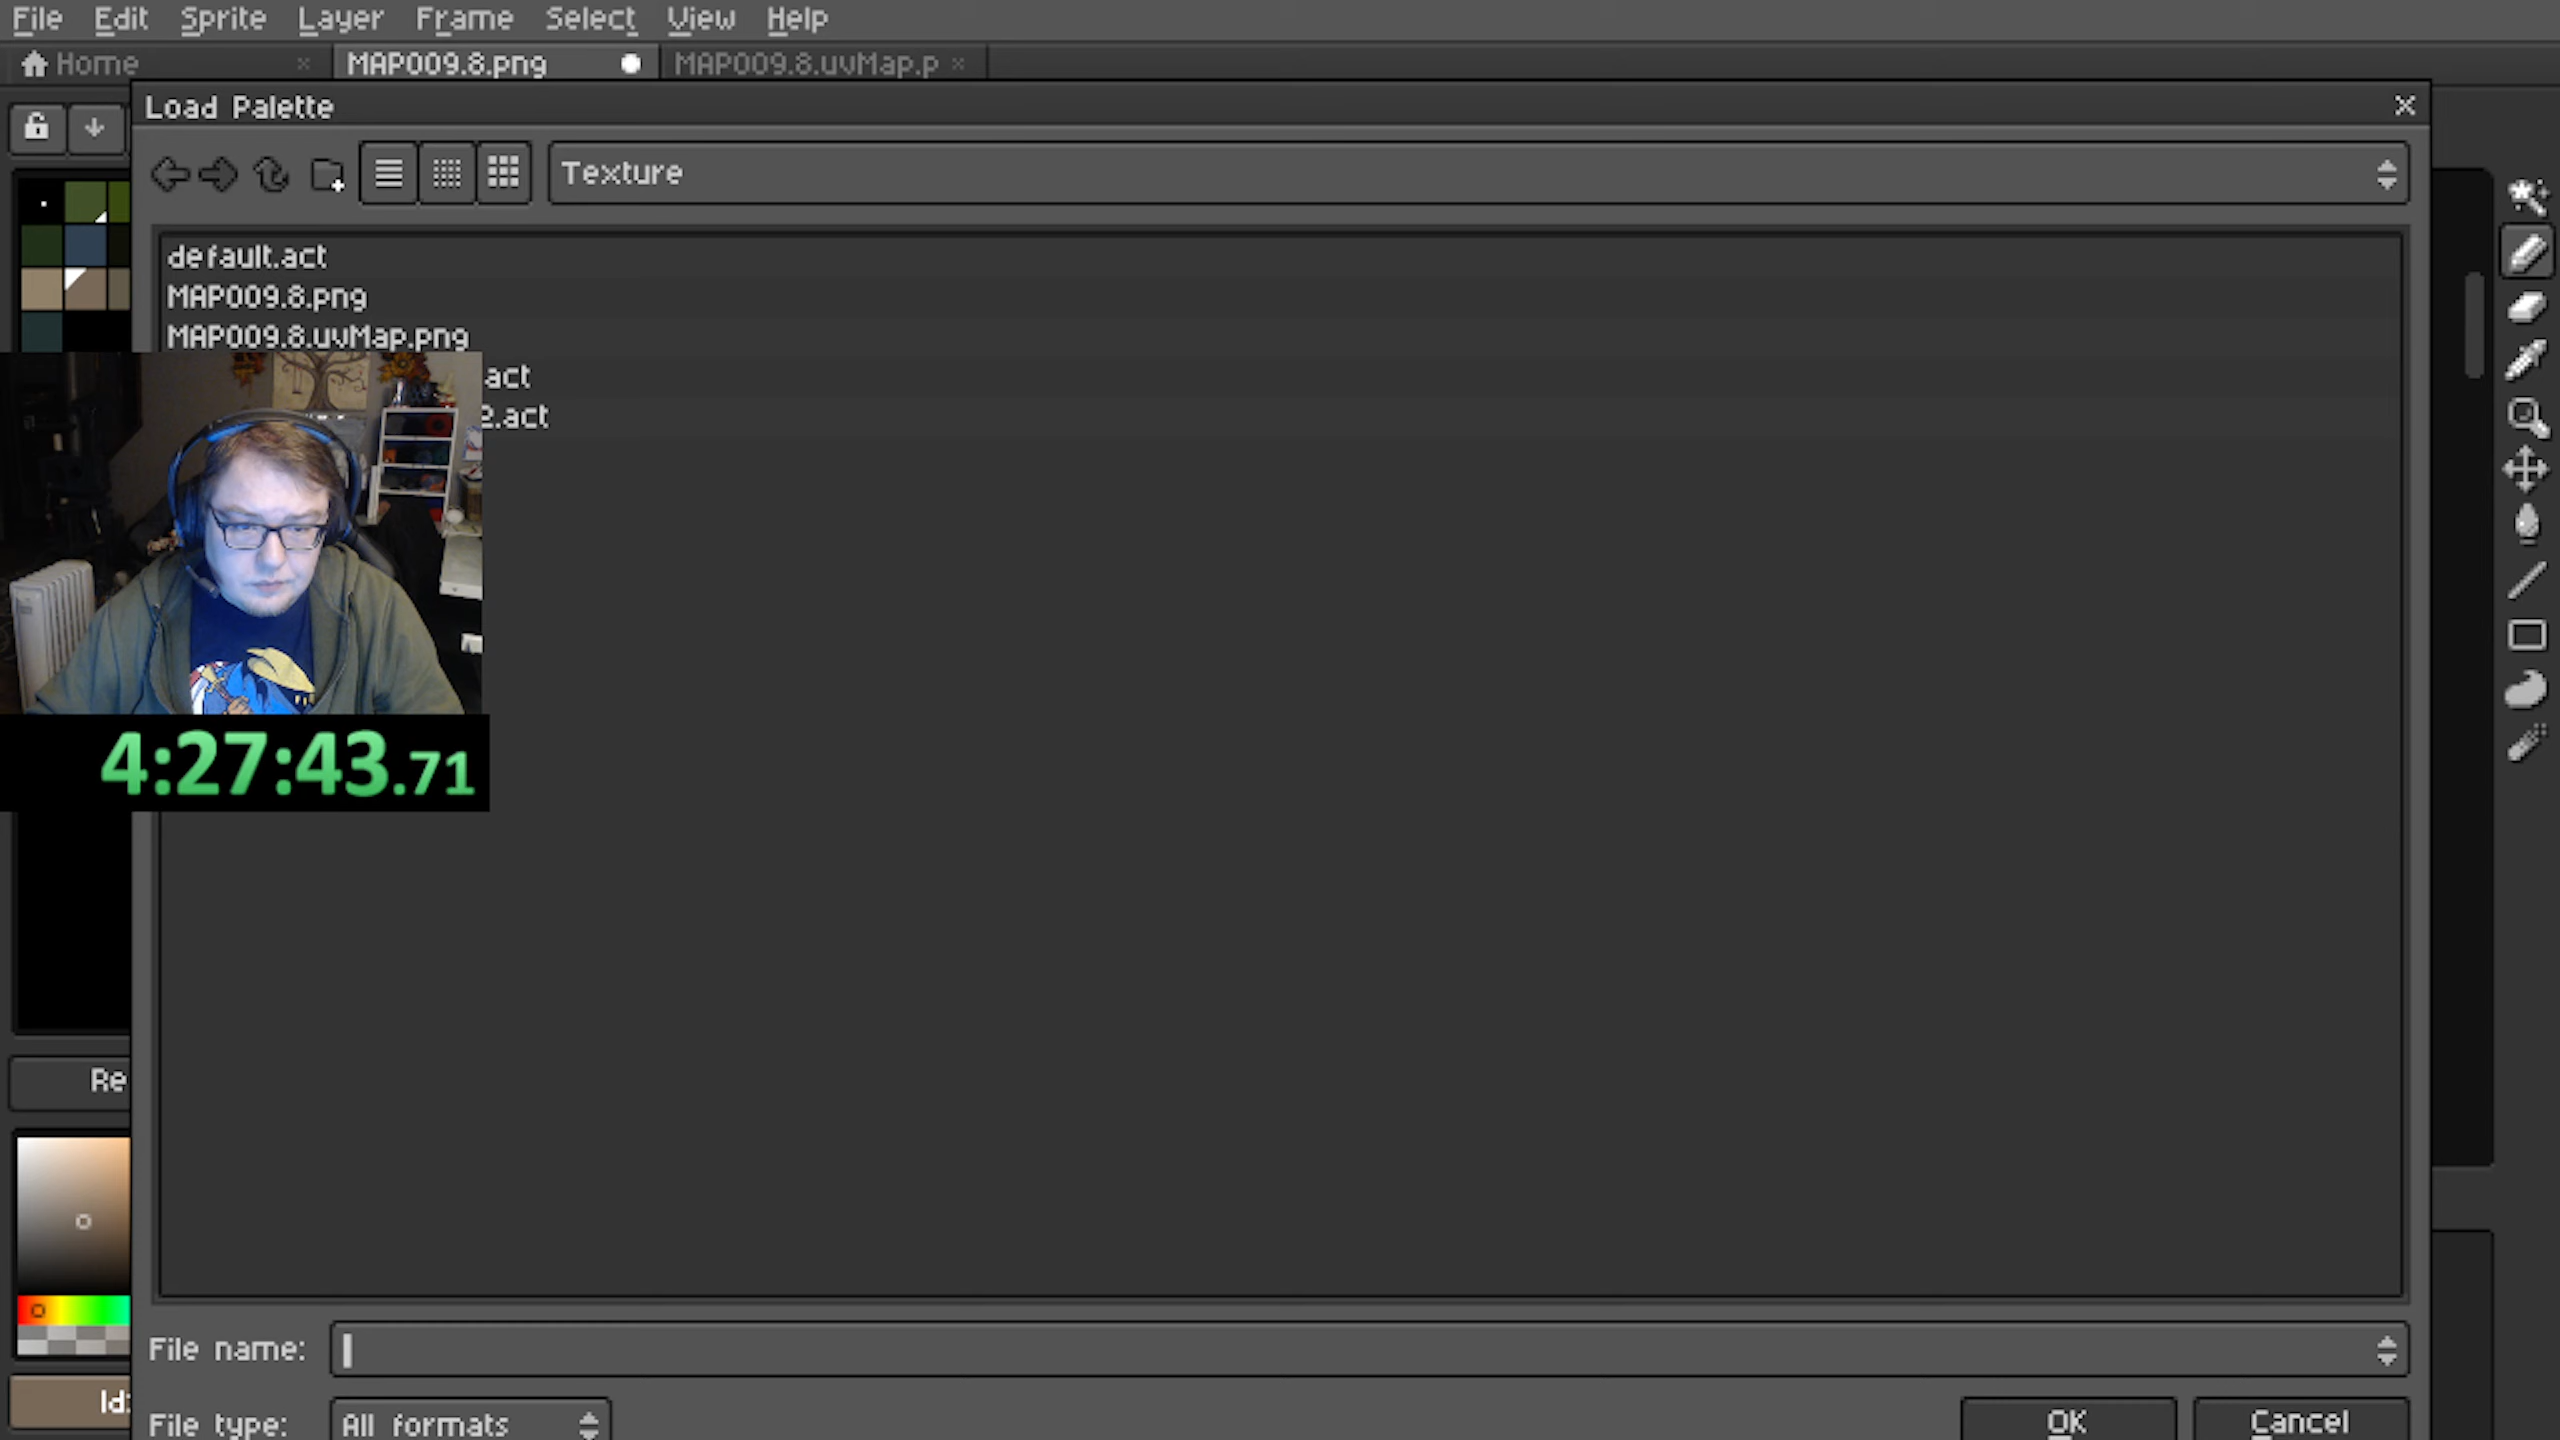 File Edit Sprite Layer Frame Select View Help
Home MAP009.8.png MAP009.8.uvMap.p
Load Palette
Texture
default.act
MAP009.8.png
MAP009.8.uvMap.png
act
2.act
4:27:43.71
Re
File name:
Id
File type: All formats OK Cancel